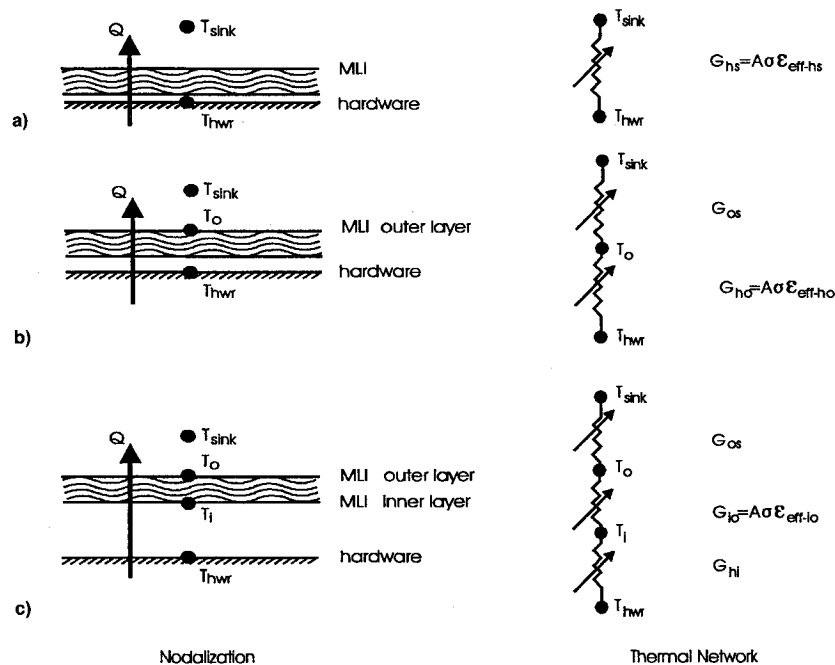 Q
T_sink
MLI
hardware
T_hwr
a)
T_sink
T_hwr
G_hs=Aσε_eff-hs
Q
T_sink
T_o
MLI outer layer
hardware
T_hwr
b)
T_sink
T_o
T_hwr
G_os
G_ho=Aσε_eff-ho
Q
T_sink
T_o
MLI outer layer
MLI inner layer
T_i
hardware
T_hwr
c)
T_sink
T_o
T_i
T_hwr
G_os
G_io=Aσε_eff-io
G_hi
Nodalization
Thermal Network